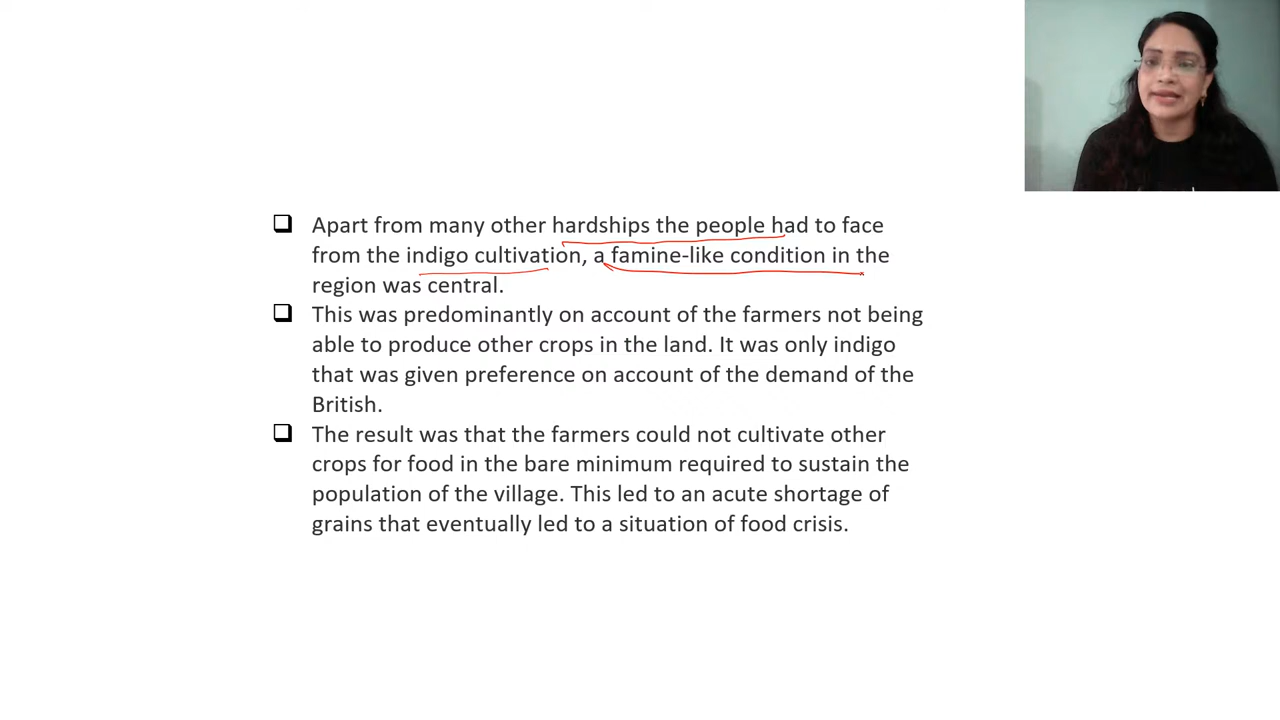 Apart from many other hardships the people had to face
from the indigo cultivation, a famine-like condition in the
region was central.
This was predominantly on account of the farmers not being
able to produce other crops in the land. It was only indigo
that was given preference on account of the demand of the
British.
The result was that the farmers could not cultivate other
crops for food in the bare minimum required to sustain the
population of the village. This led to an acute shortage of
grains that eventually led to a situation of food crisis.